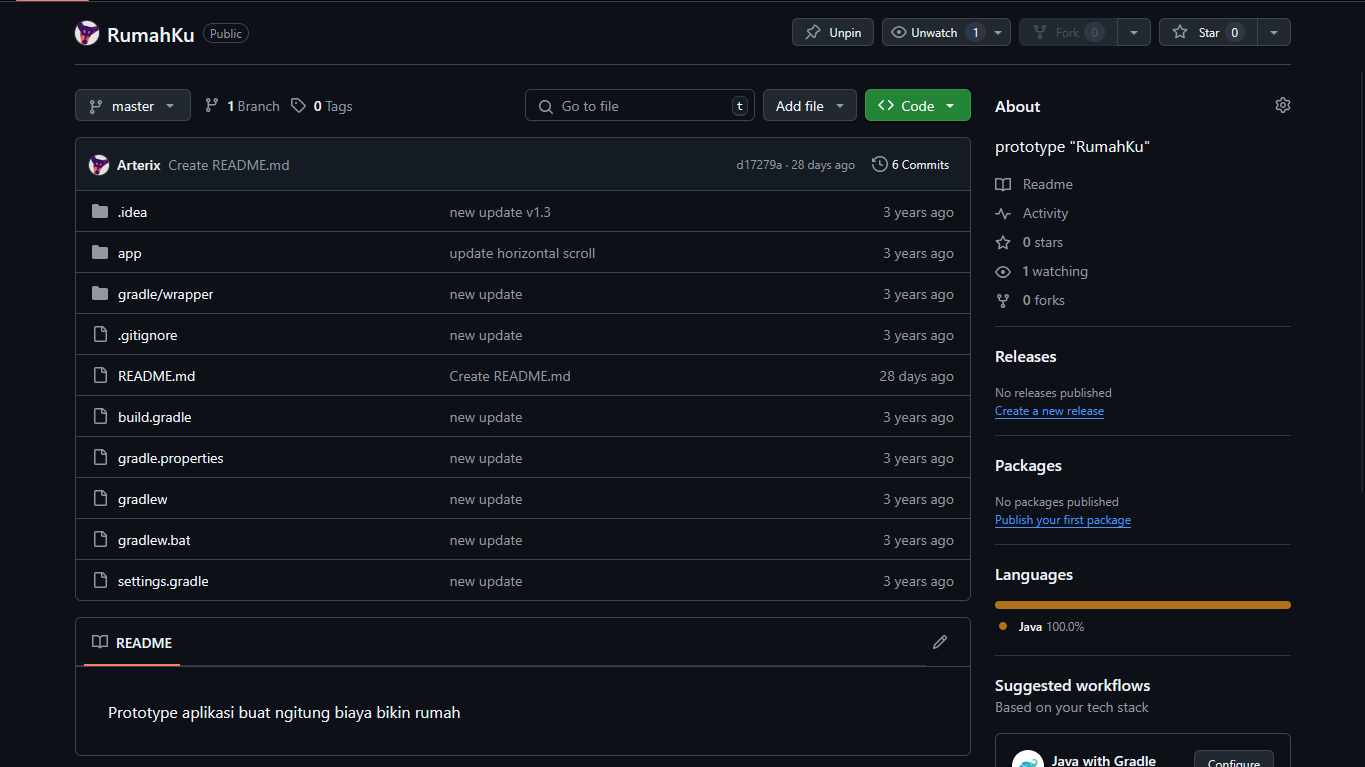 RumahKu Public Unpin Unwatch 1 Fork 0 Star 0
master 1 Branch 0 Tags Go to file t Add file Code
Arterix Create README.md d17279a · 28 days ago 6 Commits
.idea new update v1.3 3 years ago
app update horizontal scroll 3 years ago
gradle/wrapper new update 3 years ago
.gitignore new update 3 years ago
README.md Create README.md 28 days ago
build.gradle new update 3 years ago
gradle.properties new update 3 years ago
gradlew new update 3 years ago
gradlew.bat new update 3 years ago
settings.gradle new update 3 years ago
README
Prototype aplikasi buat ngitung biaya bikin rumah
About
prototype "RumahKu"
Readme
Activity
0 stars
1 watching
0 forks
Releases
No releases published
Create a new release
Packages
No packages published
Publish your first package
Languages
Java 100.0%
Suggested workflows
Based on your tech stack
Java with Gradle Configure